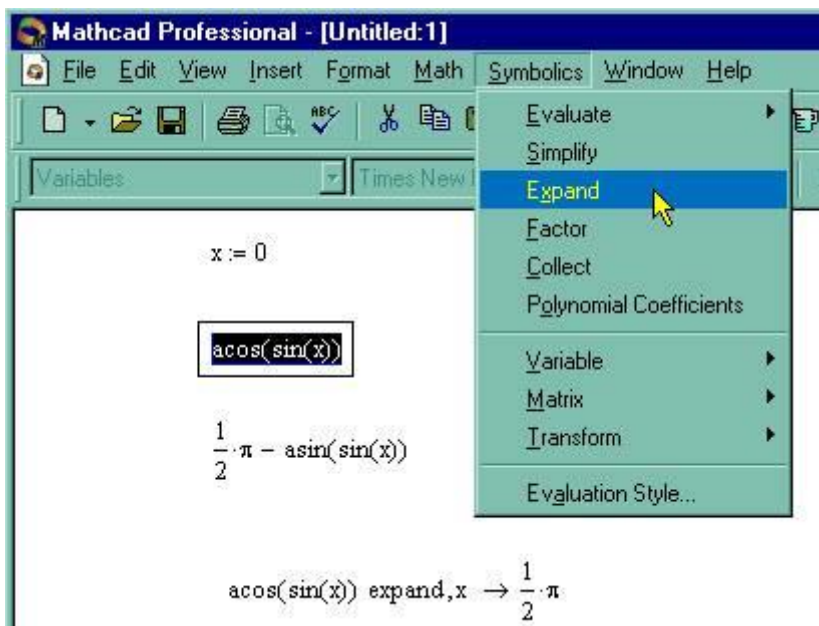 Mathcad Professional - [Untitled:1]
File Edit View Insert Format Math Symbolics Window Help
ABC
Variables
Times New
Evaluate
Simplify
Expand
Factor
Collect
Polynomial Coefficients
Variable
Matrix
Transform
Evaluation Style...
x := 0
acos(sin(x))
1/2·π − asin(sin(x))
acos(sin(x)) expand,x → 1/2·π